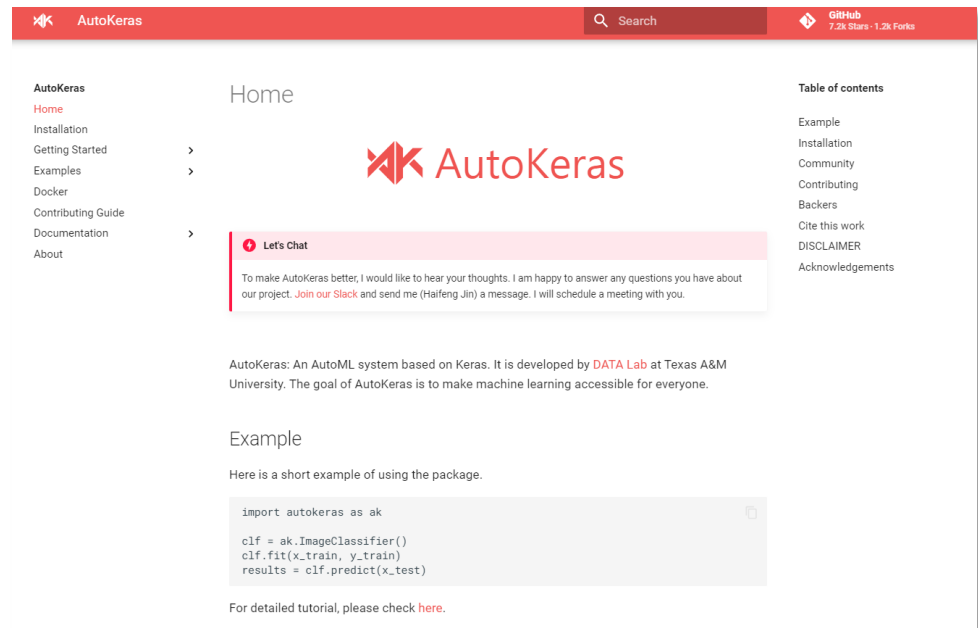 AutoKeras
Search
GitHub
7.2k Stars · 1.2k Forks
AutoKeras
Home
Installation
Getting Started
Examples
Docker
Contributing Guide
Documentation
About
Home
AutoKeras
Let's Chat
To make AutoKeras better, I would like to hear your thoughts. I am happy to answer any questions you have about
our project. Join our Slack and send me (Haifeng Jin) a message. I will schedule a meeting with you.
AutoKeras: An AutoML system based on Keras. It is developed by DATA Lab at Texas A&M
University. The goal of AutoKeras is to make machine learning accessible for everyone.
Example
Here is a short example of using the package.
import autokeras as ak
clf = ak.ImageClassifier()
clf.fit(x_train, y_train)
results = clf.predict(x_test)
For detailed tutorial, please check here.
Table of contents
Example
Installation
Community
Contributing
Backers
Cite this work
DISCLAIMER
Acknowledgements